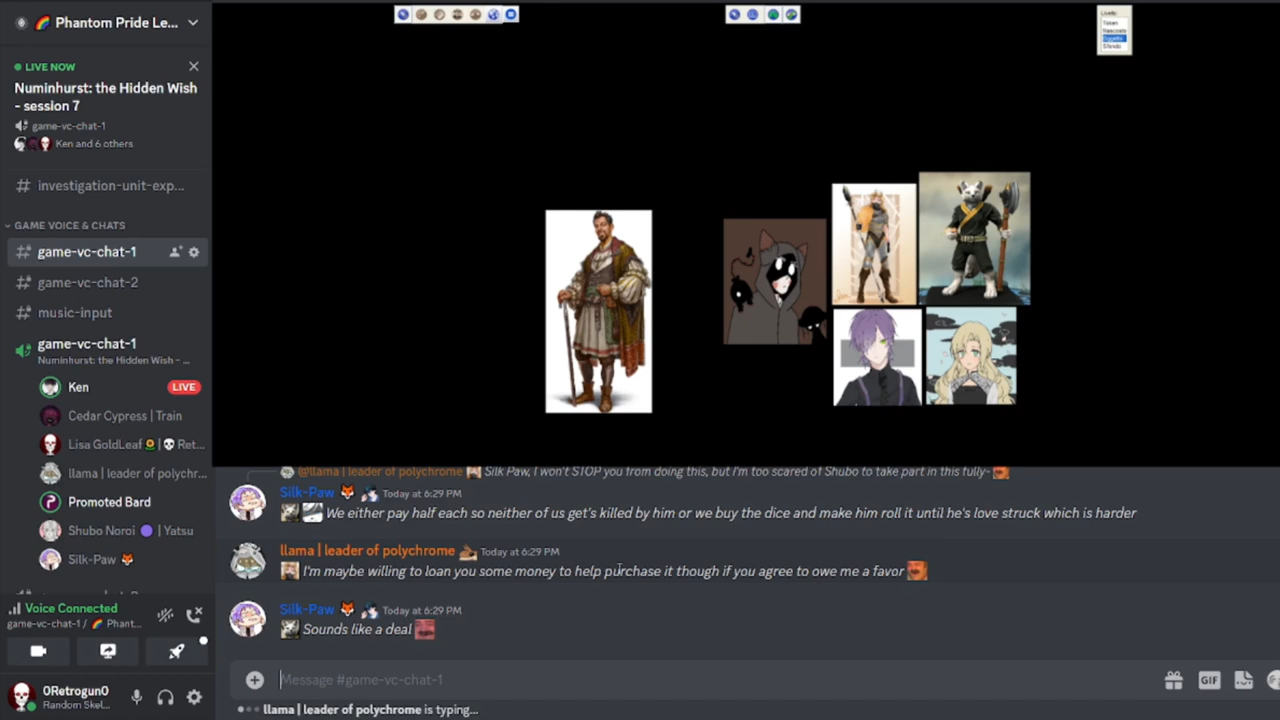 Phantom Pride Le...
LIVE NOW
Numinhurst: the Hidden Wish
- session 7
game-vc-chat-1
Ken and 6 others
investigation-unit-exp...
GAME VOICE & CHATS
game-vc-chat-1
game-vc-chat-2
music-input
game-vc-chat-1
Numinhurst: the Hidden Wish - ...
Ken LIVE
Cedar Cypress | Train
Lisa GoldLeaf | Ret...
llama | leader of polychr...
Promoted Bard
Shubo Noroi | Yatsu
Silk-Paw
Voice Connected
game-vc-chat-1 / Phant...
0Retrogun0
Random Skel...
@llama | leader of polychrome Silk Paw, I won't STOP you from doing this, but I'm too scared of Shubo to take part in this fully-
Silk-Paw Today at 6:29 PM
We either pay half each so neither of us get's killed by him or we buy the dice and make him roll it until he's love struck which is harder
llama | leader of polychrome Today at 6:29 PM
I'm maybe willing to loan you some money to help purchase it though if you agree to owe me a favor
Silk-Paw Today at 6:29 PM
Sounds like a deal
Message #game-vc-chat-1
GIF
llama | leader of polychrome is typing...